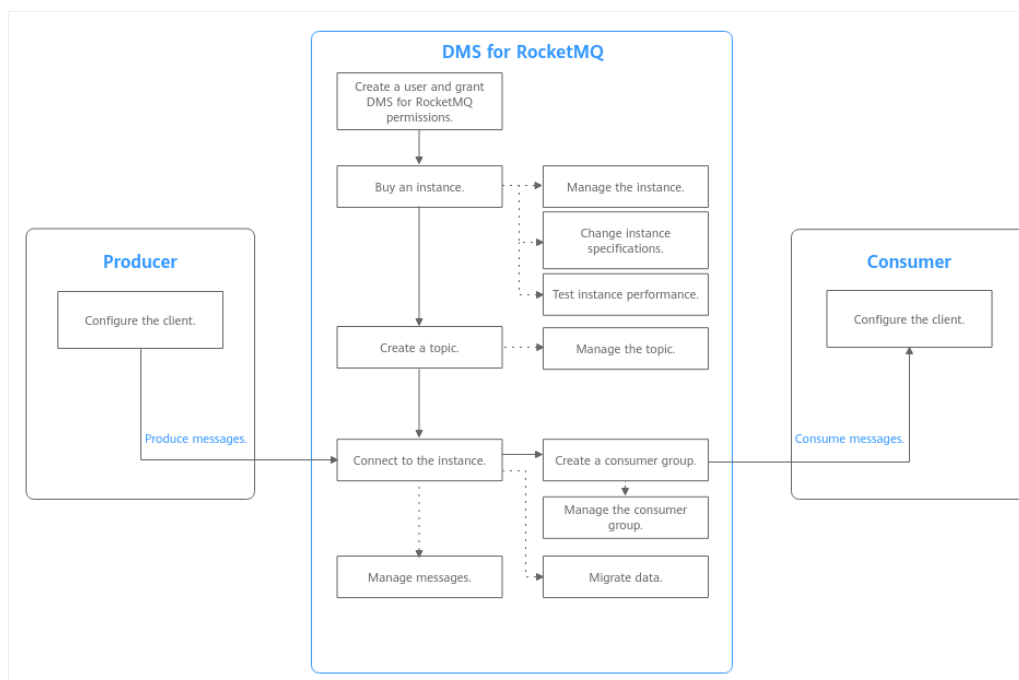 DMS for RocketMQ
Create a user and grant
DMS for RocketMQ
permissions.
Buy an instance.
Manage the instance.
Change instance
specifications.
Test instance performance.
Producer
Configure the client.
Consumer
Configure the client.
Create a topic.
Manage the topic.
Produce messages.
Connect to the instance.
Create a consumer group.
Consume messages.
Manage the consumer
group.
Manage messages.
Migrate data.